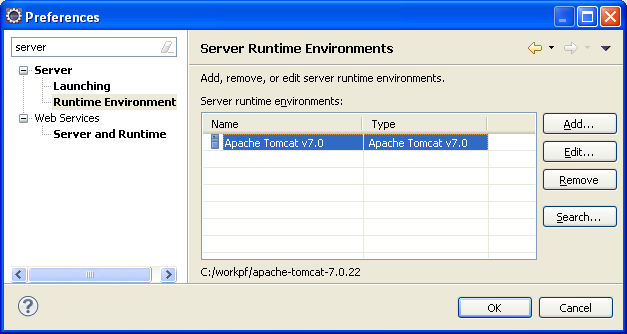 Preferences
server
Server
Launching
Runtime Environment
Web Services
Server and Runtime
Server Runtime Environments
Add, remove, or edit server runtime environments.
Server runtime environments:
Name Type
Apache Tomcat v7.0 Apache Tomcat v7.0
Add...
Edit...
Remove
Search...
C:/workpf/apache-tomcat-7.0.22
?
OK Cancel